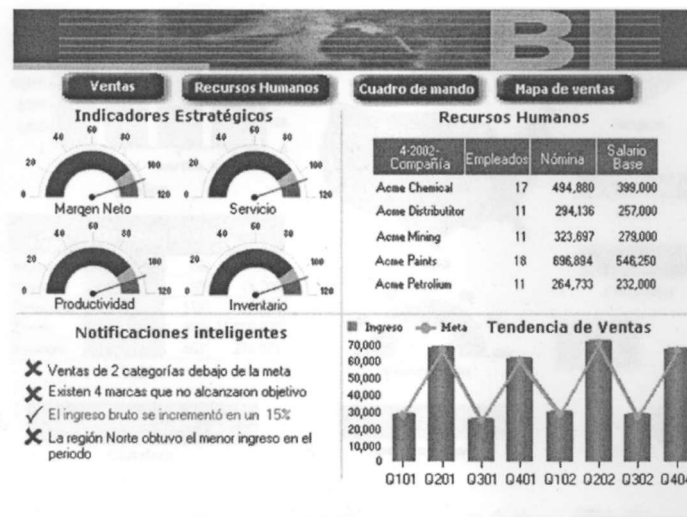 BI
Ventas
Recursos Humanos
Cuadro de mando
Mapa de ventas
Indicadores Estratégicos
0 20 40 60 80 100 120
Margen Neto
0 20 40 60 80 100 120
Servicio
0 20 40 60 80 100 120
Productividad
0 20 40 60 80 100 120
Inventario
Recursos Humanos
4-2002-
Compañía Empleados Nómina Salario
Base
Acme Chemical 17 494,880 399,000
Acme Distributitor 11 294,136 257,000
Acme Mining 11 323,697 279,000
Acme Paints 18 696,894 546,250
Acme Petrolium 11 264,733 232,000
Notificaciones inteligentes
Ventas de 2 categorías debajo de la meta
Existen 4 marcas que no alcanzaron objetivo
El ingreso bruto se incrementó en un 15%
La región Norte obtuvo el menor ingreso en el
periodo
Ingreso Meta Tendencia de Ventas
70,000
60,000
50,000
40,000
30,000
20,000
10,000
0
Q101 Q201 Q301 Q401 Q102 Q202 Q302 Q404